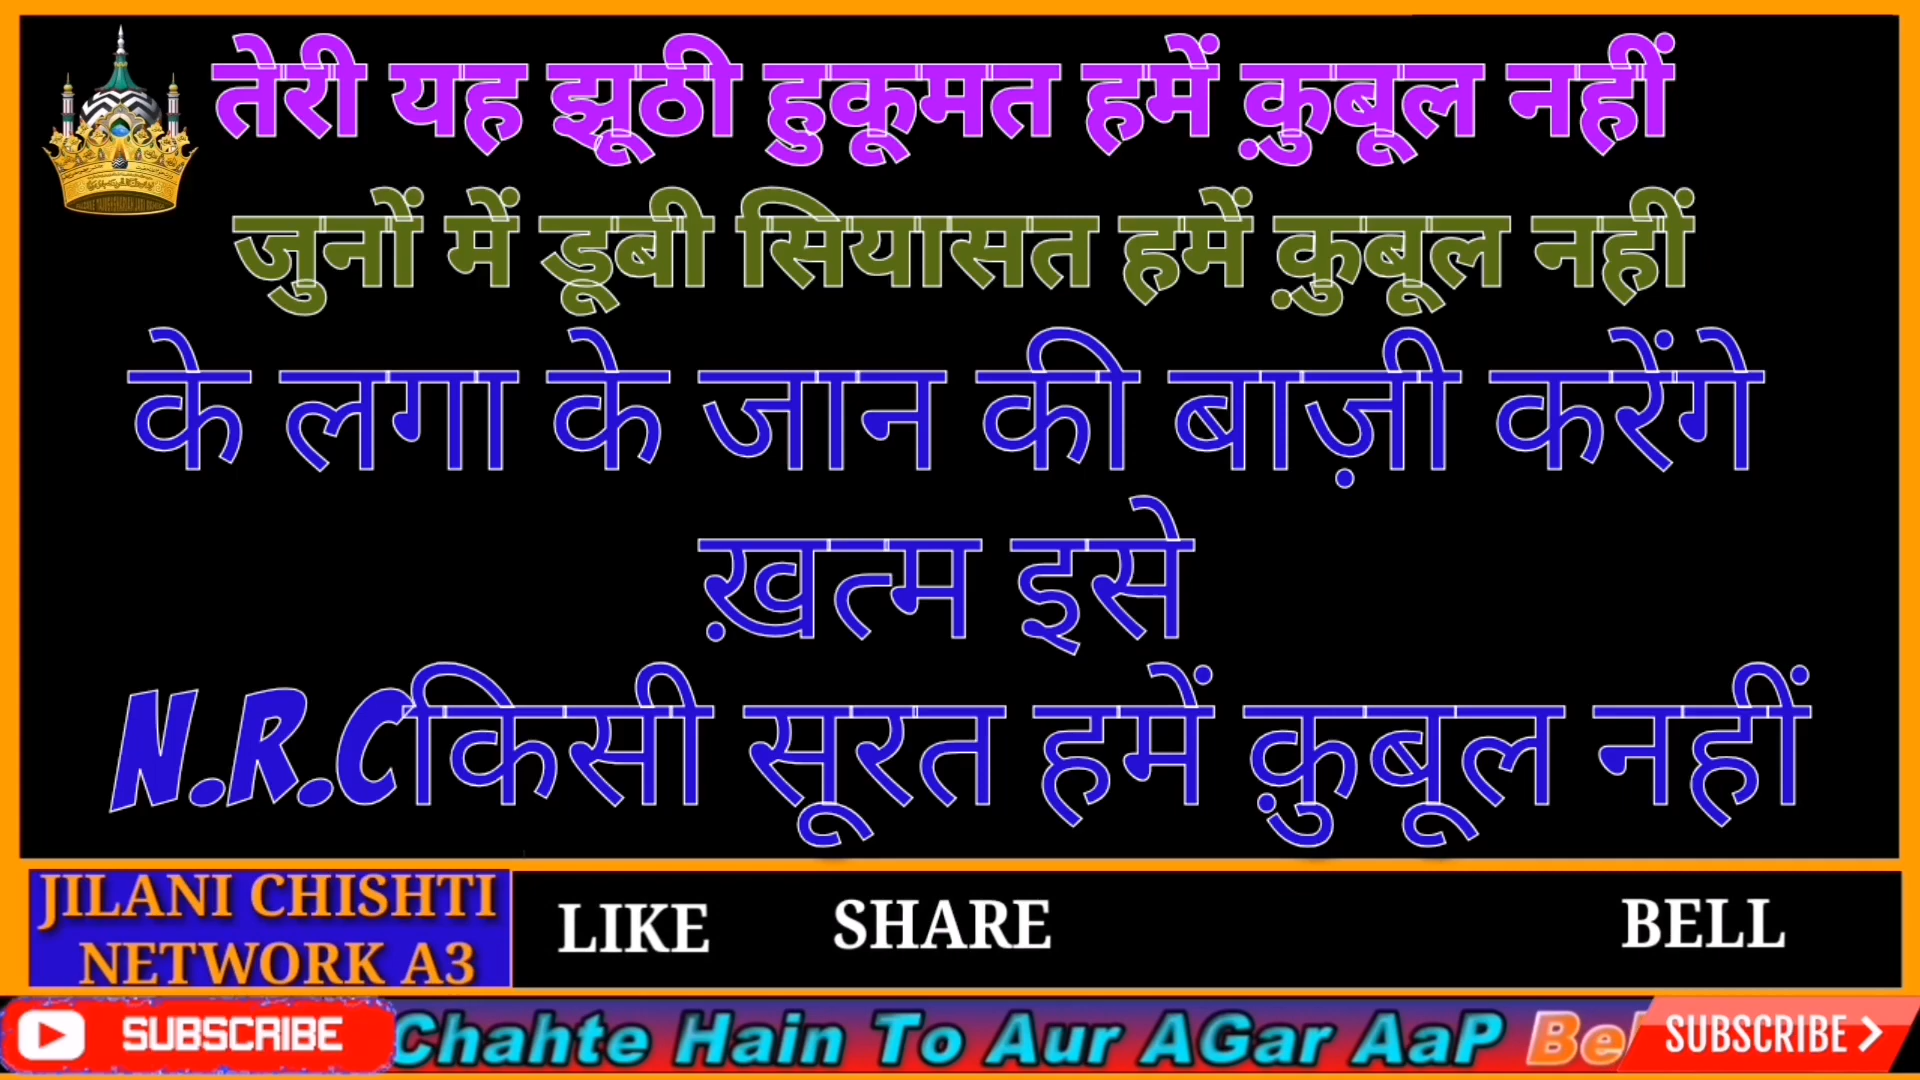 तेरी यह झूठी हुकूमत हमें क़ुबूल नहीं
जुनों में डूबी सियासत हमें क़ुबूल नहीं
के लगा के जान की बाज़ी करेंगे
ख़त्म इसे
N.R.C किसी सूरत हमें क़ुबूल नहीं
JILANI CHISHTI
NETWORK A3
LIKE SHARE BELL
SUBSCRIBE Chahte Hain To Aur AGar AaP SUBSCRIBE